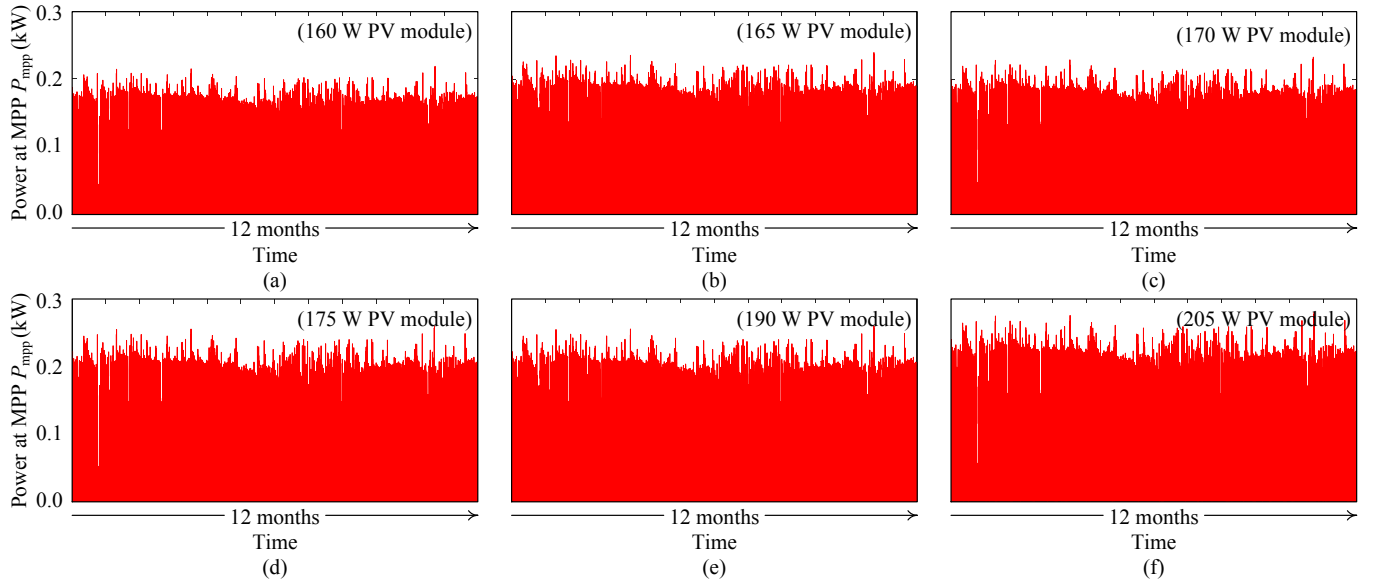 Power at MPP Pmpp (kW)
0.3
0.2
0.1
0.0
(160 W PV module)
12 months
Time
(a)
(165 W PV module)
12 months
Time
(b)
(170 W PV module)
12 months
Time
(c)
Power at MPP Pmpp (kW)
0.3
0.2
0.1
0.0
(175 W PV module)
12 months
Time
(d)
(190 W PV module)
12 months
Time
(e)
(205 W PV module)
12 months
Time
(f)